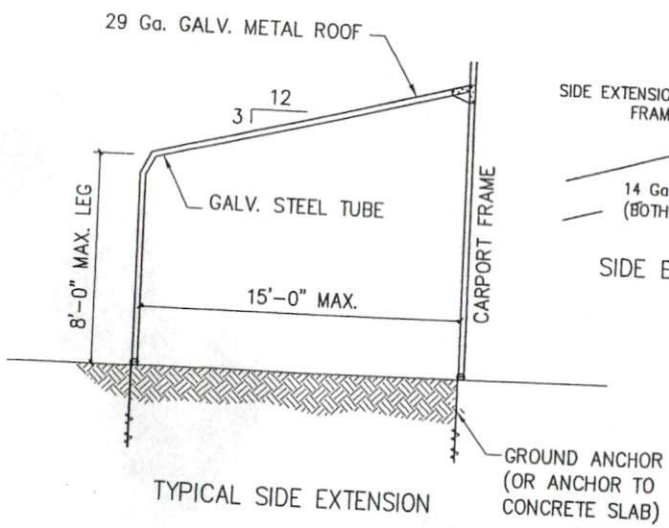 29 Ga. GALV. METAL ROOF
12
3
SIDE EXTENSION
FRAM
14 Ga
(BOTH
SIDE E
GALV. STEEL TUBE
8'-0" MAX. LEG
15'-0" MAX.
CARPORT FRAME
GROUND ANCHOR
(OR ANCHOR TO
CONCRETE SLAB)
TYPICAL SIDE EXTENSION